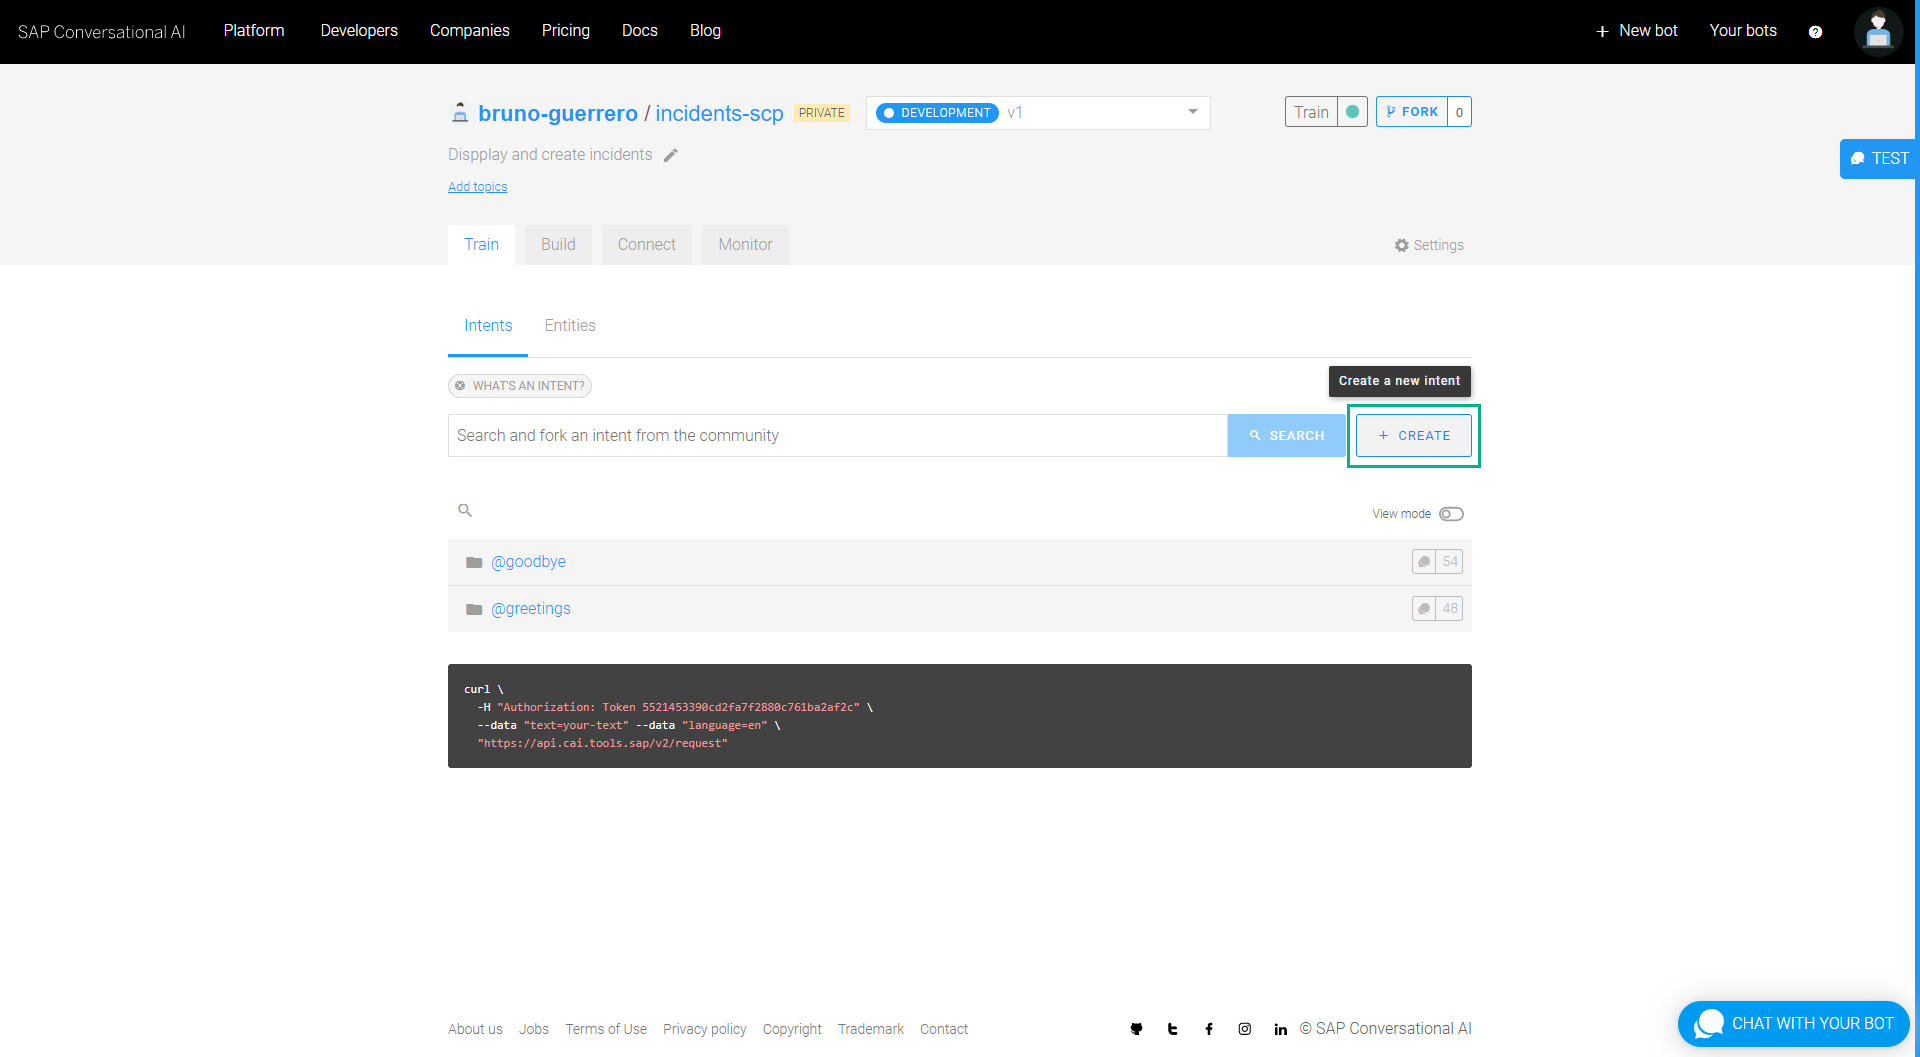 SAP Conversational AI Platform Developers Companies Pricing Docs Blog + New bot Your bots ?
bruno-guerrero / incidents-scp PRIVATE DEVELOPMENT v1 Train FORK 0
Dispplay and create incidents
TEST
Add topics
Train Build Connect Monitor Settings
Intents Entities
WHAT'S AN INTENT?
Create a new intent
Search and fork an intent from the community SEARCH + CREATE
View mode
@goodbye 54
@greetings 48
curl \
-H "Authorization: Token 5521453390cd2fa7f2880c761ba2af2c" \
--data "text=your-text" --data "language=en" \
"https://api.cai.tools.sap/v2/request"
About us Jobs Terms of Use Privacy policy Copyright Trademark Contact © SAP Conversational AI
CHAT WITH YOUR BOT